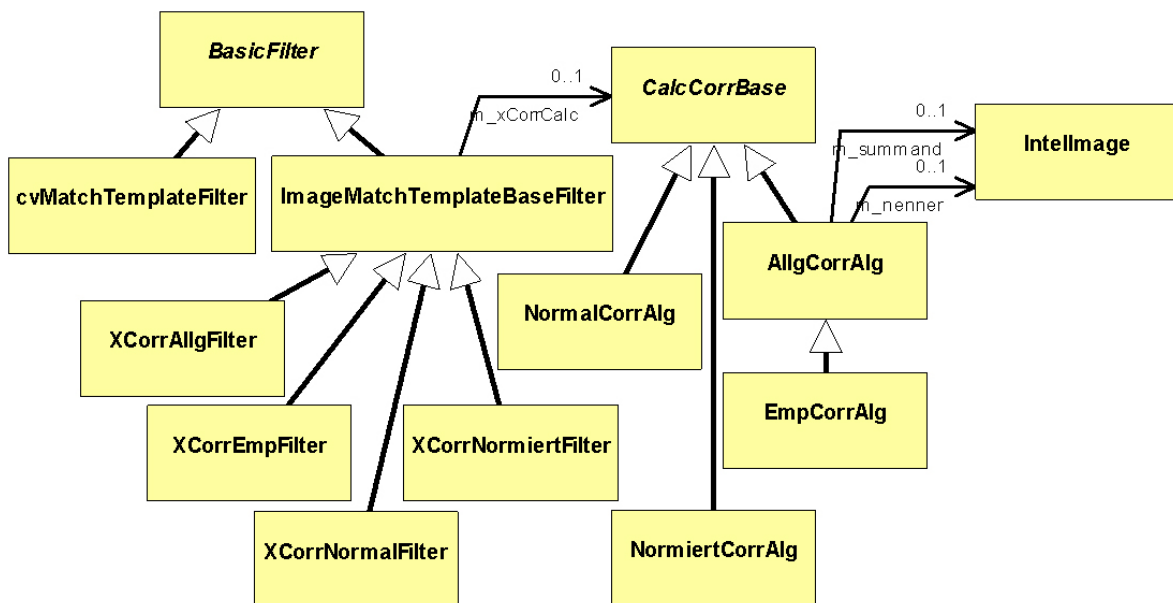 BasicFilter
0..1
CalcCorrBase
m_xCorrCalc
0..1
IntelImage
m_summand
0..1
m_nenner
cvMatchTemplateFilter
ImageMatchTemplateBaseFilter
AllgCorrAlg
NormalCorrAlg
XCorrAllgFilter
EmpCorrAlg
XCorrEmpFilter
XCorrNormiertFilter
XCorrNormalFilter
NormiertCorrAlg